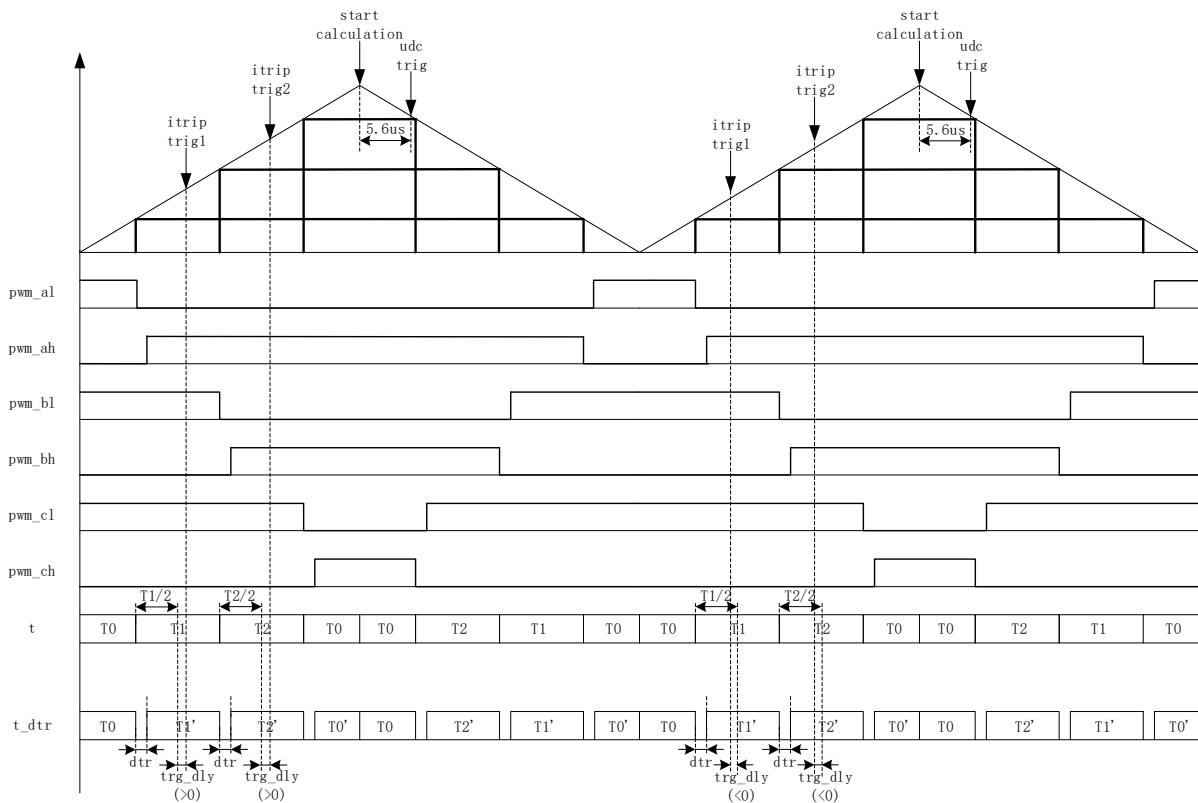 start
calculation
udc
trig
itrip
trig2
itrip
trig1
5.6us
start
calculation
udc
trig
itrip
trig2
itrip
trig1
5.6us
pwm_al
pwm_ah
pwm_bl
pwm_bh
pwm_cl
pwm_ch
T1/2 T2/2 T1/2 T2/2
t T0 T1 T2 T0 T0 T2 T1 T0 T0 T1 T2 T0 T0 T2 T1 T0
t_dtr T0 T1' T2' T0' T0 T2' T1' T0' T0 T1' T2' T0' T0 T2' T1' T0'
dtr dtr dtr dtr
trg_dly trg_dly trg_dly trg_dly
(>0) (>0) (<0) (<0)